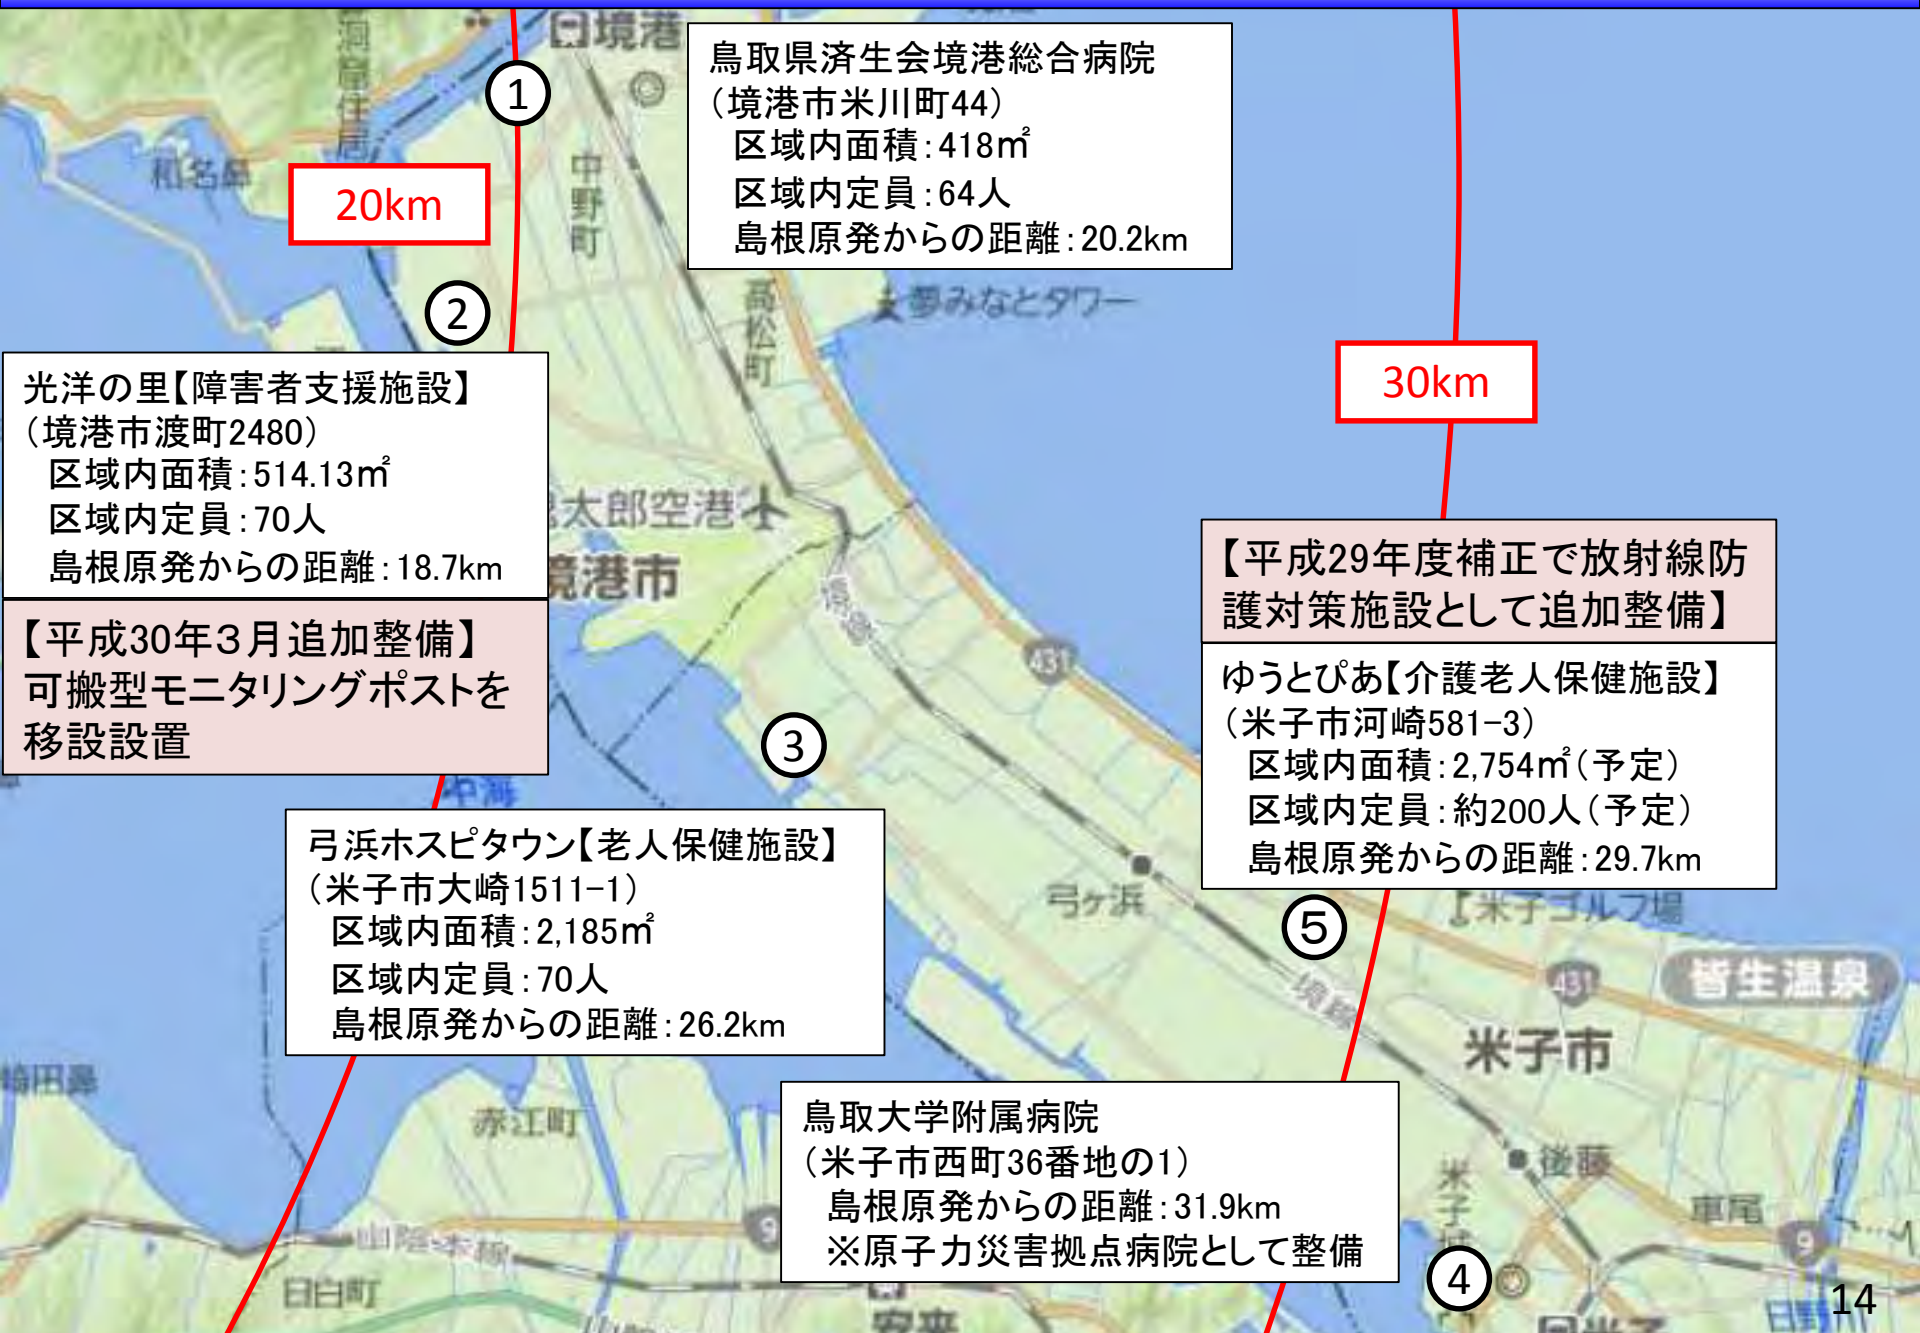 日境港
鳥取県済生会境港総合病院
（境港市米川町44）
区域内面積：418㎡
区域内定員：64人
島根原発からの距離：20.2km
①
中野町
20km
夢みなとタワー
高松町
②
30km
光洋の里【障害者支援施設】
（境港市渡町2480）
区域内面積：514.13㎡
区域内定員：70人
島根原発からの距離：18.7km
【平成30年３月追加整備】
可搬型モニタリングポストを
移設設置
太郎空港
境港市
431
【平成29年度補正で放射線防
護対策施設として追加整備】
ゆうとぴあ【介護老人保健施設】
（米子市河崎581-3）
区域内面積：2,754㎡（予定）
区域内定員：約200人（予定）
島根原発からの距離：29.7km
③
中海
弓浜ホスピタウン【老人保健施設】
（米子市大崎1511-1）
区域内面積：2,185㎡
区域内定員：70人
島根原発からの距離：26.2km
弓ヶ浜
⑤
米子ゴルフ場
431
皆生温泉
境線
米子市
赤江町
鳥取大学附属病院
（米子市西町36番地の1）
島根原発からの距離：31.9km
※原子力災害拠点病院として整備
後藤
車尾
9
9
山陰本線
日白町
④
安来
14